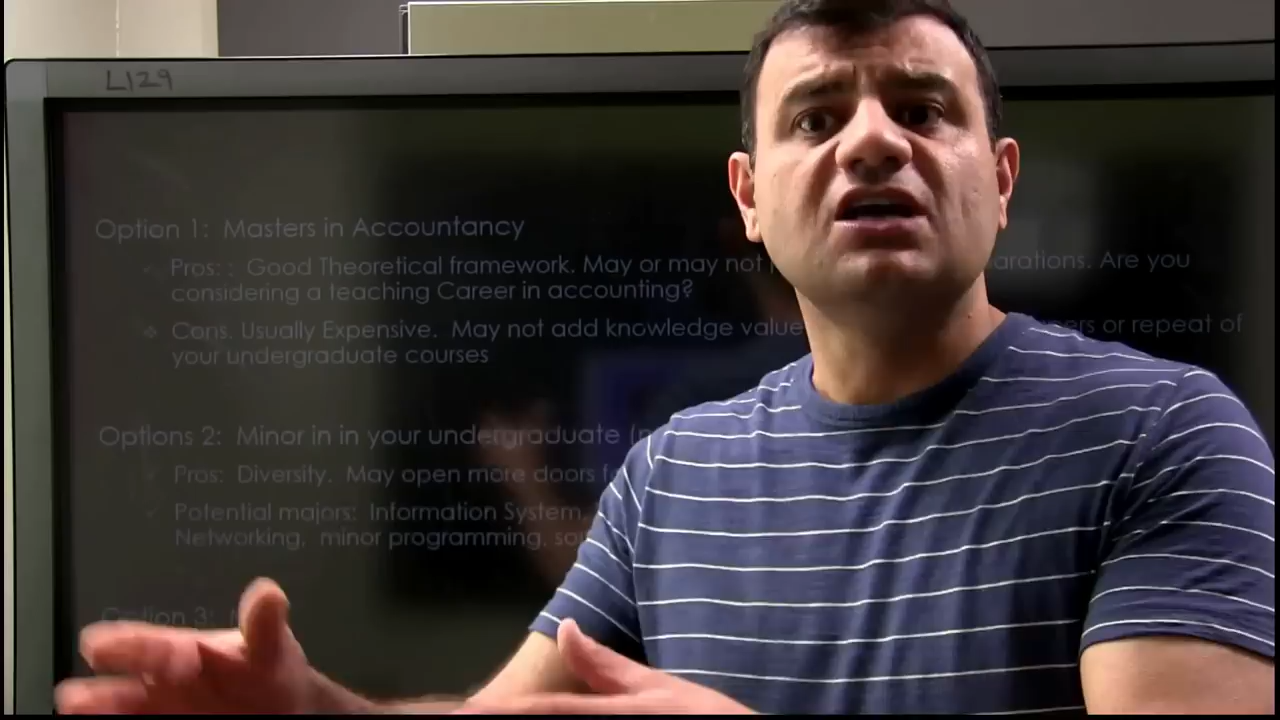 L129
Option 1: Masters in Accountancy
Pros: : Good Theoretical framework. May or may not arations. Are you
considering a teaching Career in accounting?
Cons. Usually Expensive. May not add knowledge value pers or repeat of
your undergraduate courses
Options 2: Minor in in your undergraduate
Pros: Diversity. May open more doors
Potential majors: Information System,
Networking, minor programming,
Option 3: